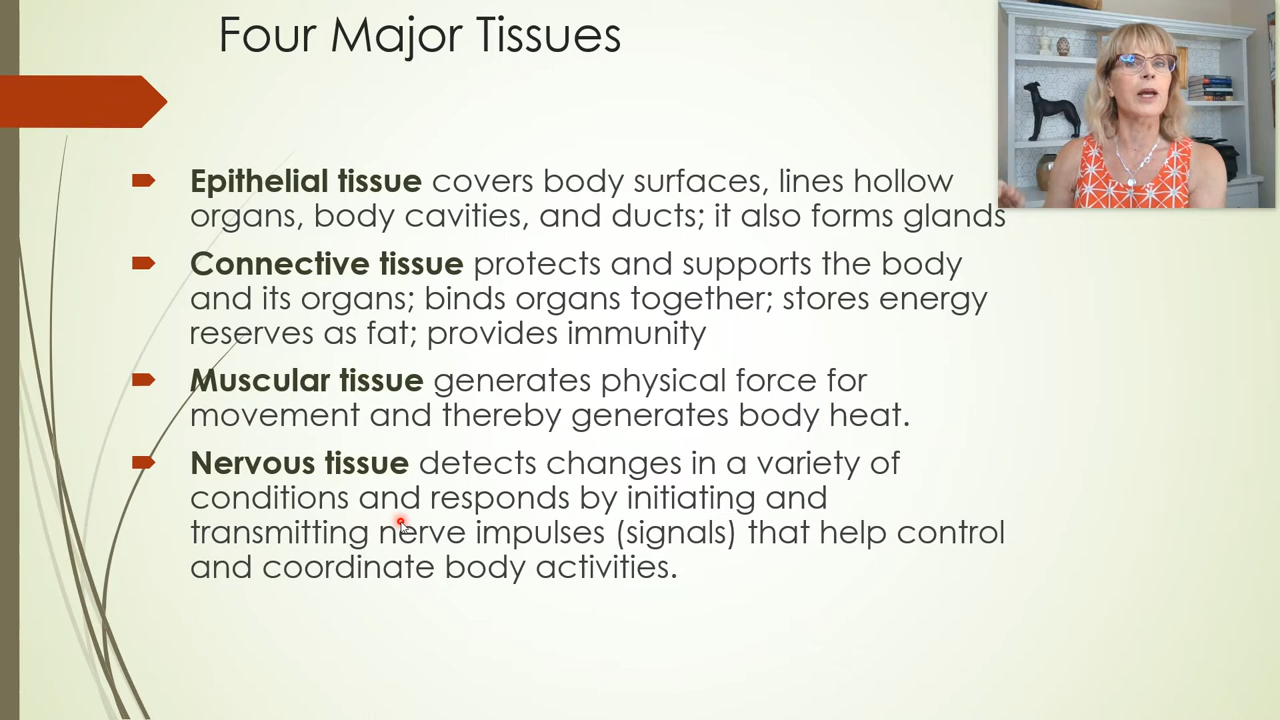 Four Major Tissues
Epithelial tissue covers body surfaces, lines hollow
organs, body cavities, and ducts; it also forms glands
Connective tissue protects and supports the body
and its organs; binds organs together; stores energy
reserves as fat; provides immunity
Muscular tissue generates physical force for
movement and thereby generates body heat.
Nervous tissue detects changes in a variety of
conditions and responds by initiating and
transmitting nerve impulses (signals) that help control
and coordinate body activities.